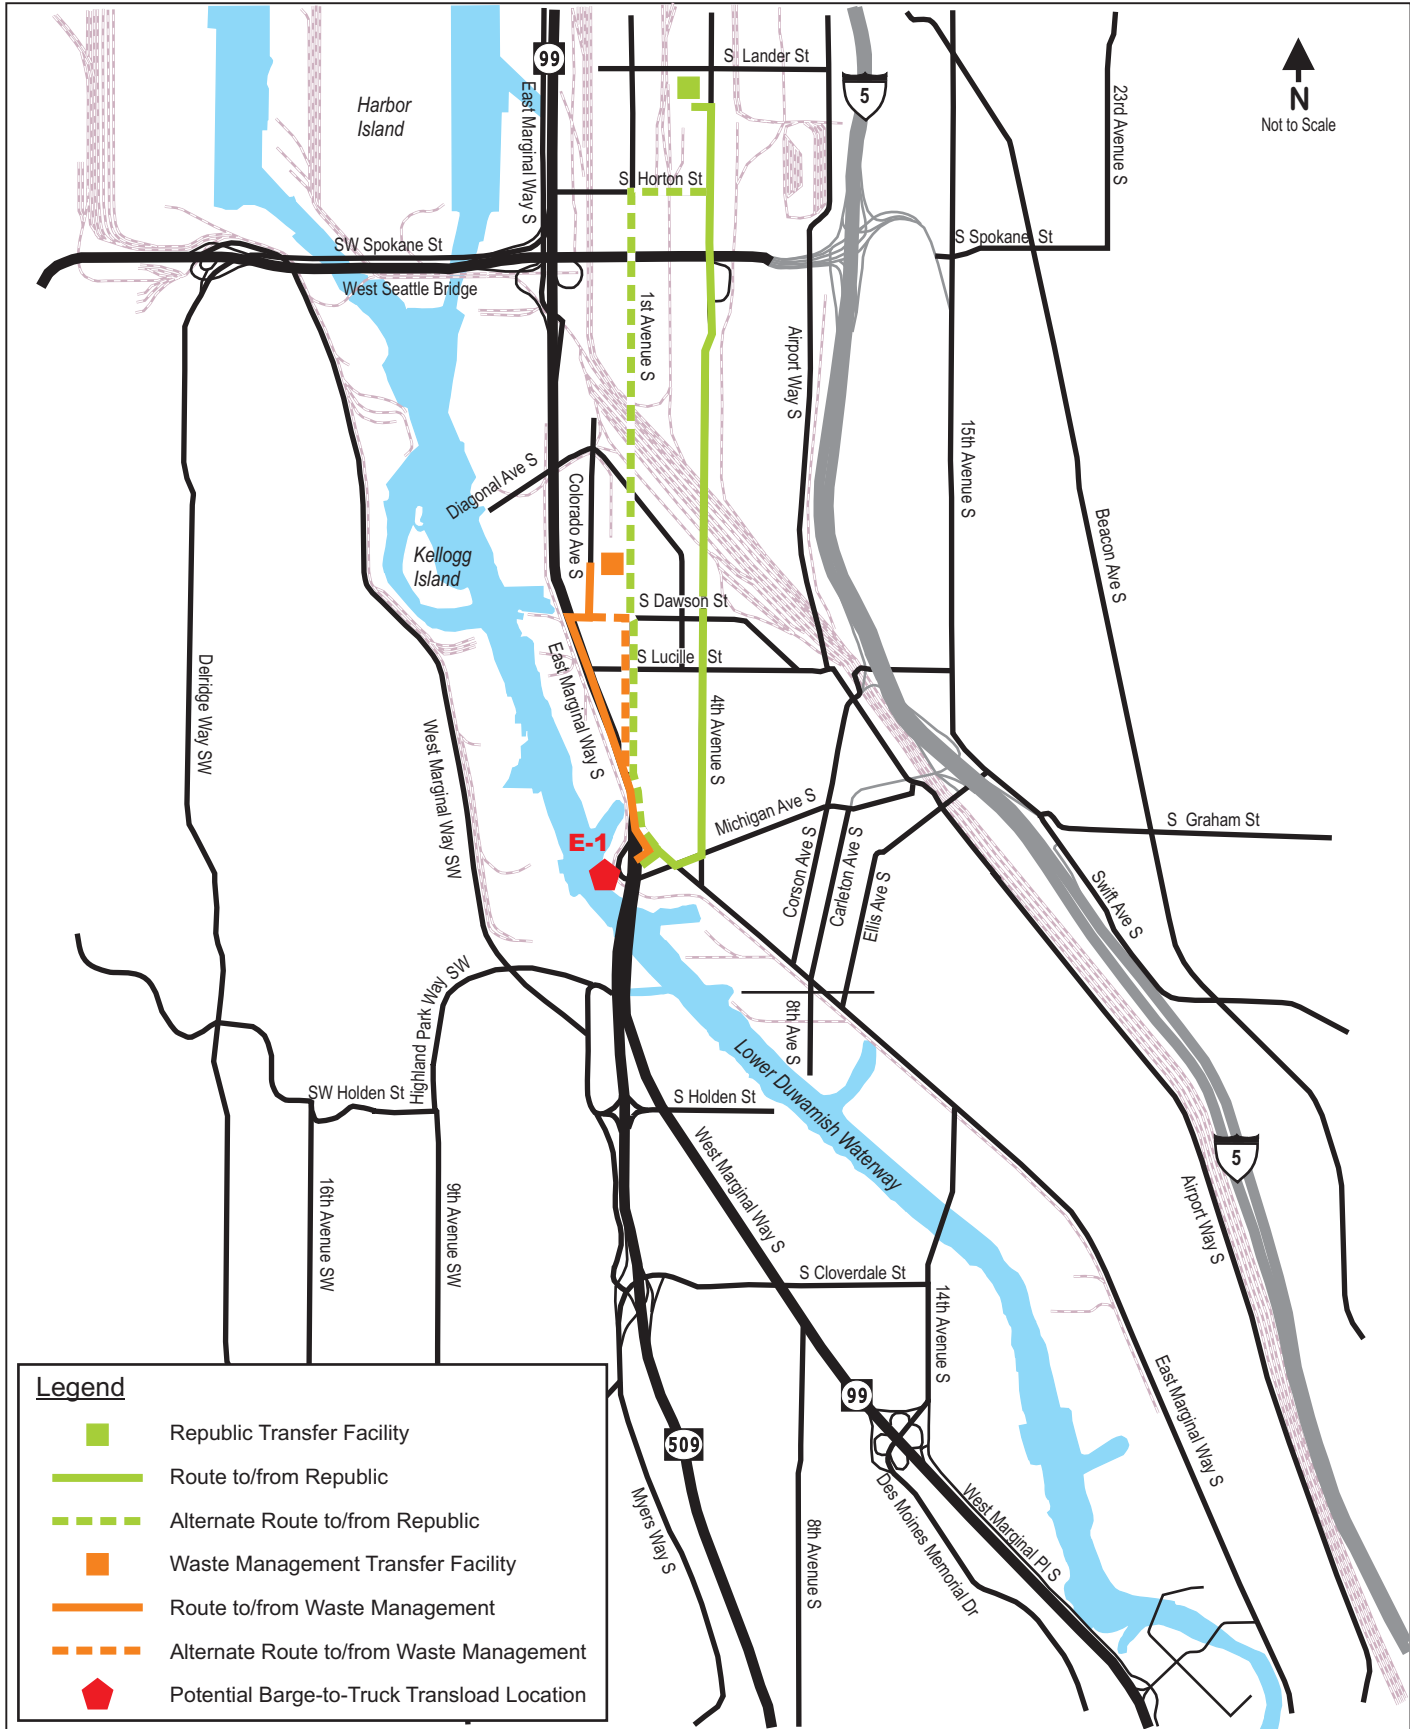 S Lander St
99
5
N
Not to Scale
Harbor
Island
East Marginal Way S
23rd Avenue S
S Horton St
SW Spokane St
S Spokane St
West Seattle Bridge
1st Avenue S
Airport Way S
15th Avenue S
Diagonal Ave S
Colorado Ave S
Beacon Ave S
Kellogg
Island
S Dawson St
S Lucille St
Delridge Way SW
East Marginal Way S
West Marginal Way SW
4th Avenue S
Michigan Ave S
S Graham St
E-1
Corson Ave S
Carleton Ave S
Ellis Ave S
Swift Ave S
Highland Park Way SW
8th Ave S
Lower Duwamish Waterway
SW Holden St
S Holden St
West Marginal Way S
5
16th Avenue SW
9th Avenue SW
Airport Way S
S Cloverdale St
14th Avenue S
East Marginal Way S
99
509
Myers Way S
8th Avenue S
Des Moines Memorial Dr
West Marginal Pl S
Legend
Republic Transfer Facility
Route to/from Republic
Alternate Route to/from Republic
Waste Management Transfer Facility
Route to/from Waste Management
Alternate Route to/from Waste Management
Potential Barge-to-Truck Transload Location